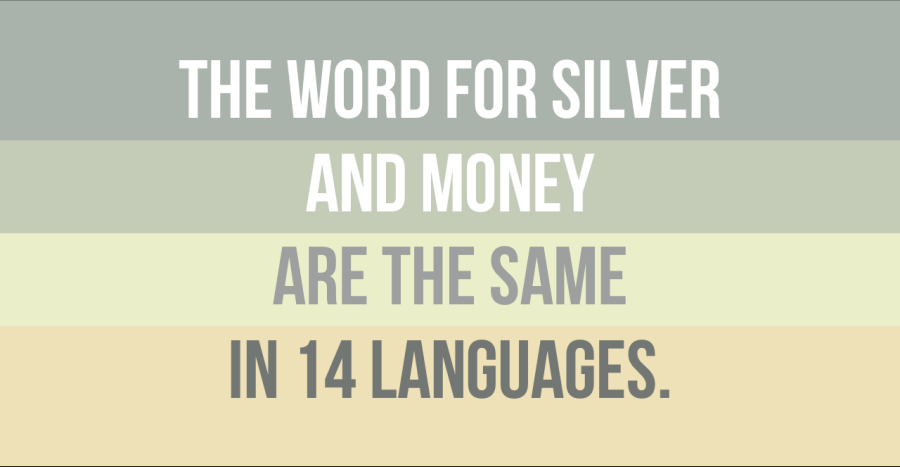 THE WORD FOR SILVER
AND MONEY
ARE THE SAME
IN 14 LANGUAGES.